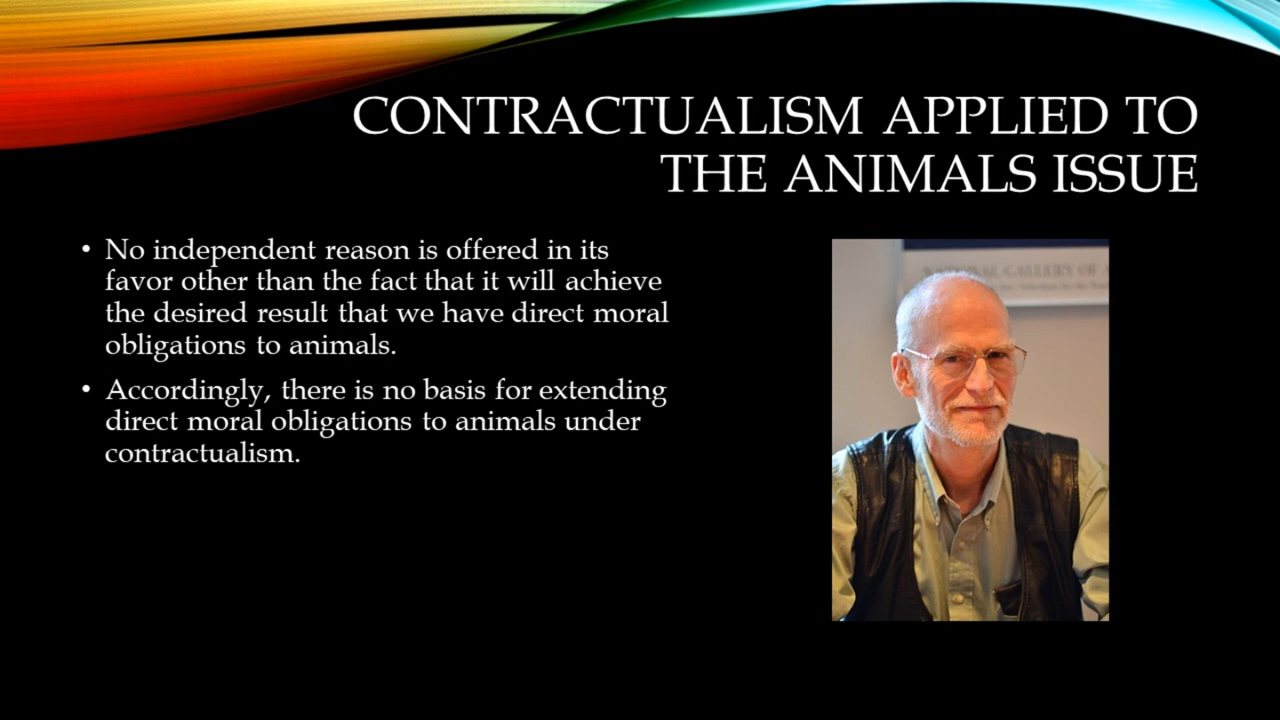 CONTRACTUALISM APPLIED TO
THE ANIMALS ISSUE
• No independent reason is offered in its
favor other than the fact that it will achieve
the desired result that we have direct moral
obligations to animals.
• Accordingly, there is no basis for extending
direct moral obligations to animals under
contractualism.
GALLERY OF